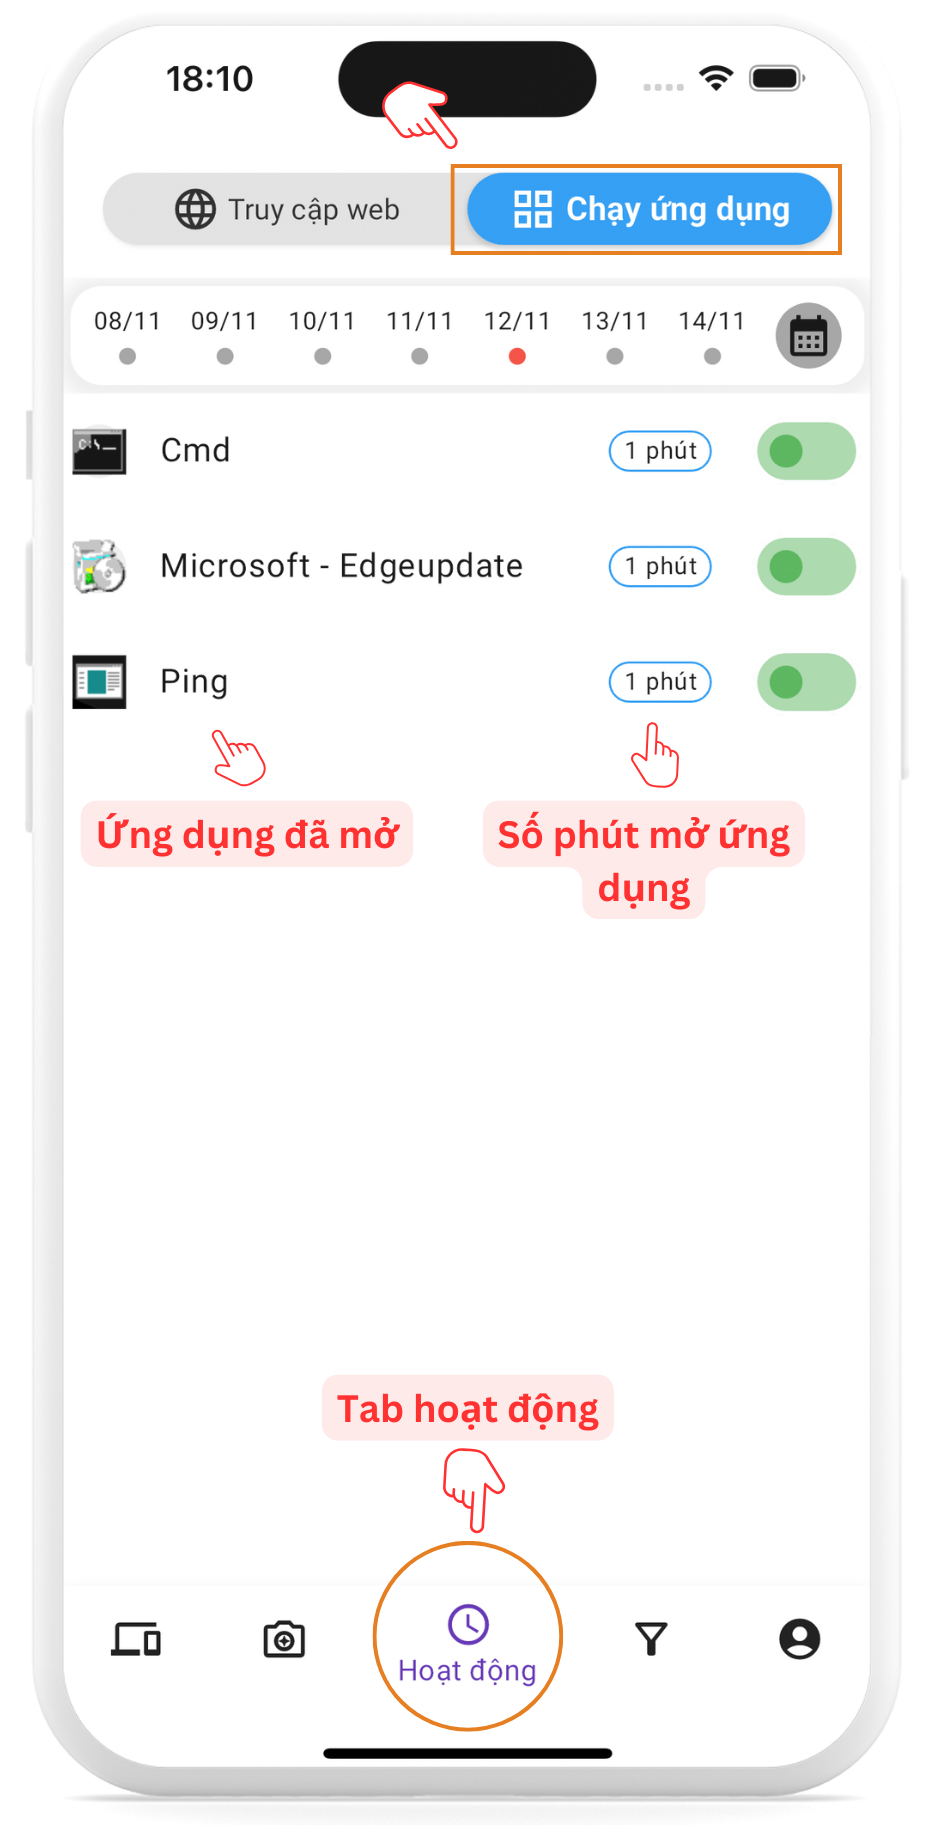 18:10
Truy cập web
Chạy ứng dụng
08/11 09/11 10/11 11/11 12/11 13/11 14/11
C:\_
Cmd 1 phút
Microsoft - Edgeupdate 1 phút
Ping 1 phút
Ứng dụng đã mở
Số phút mở ứng
dụng
Tab hoạt động
Hoạt động